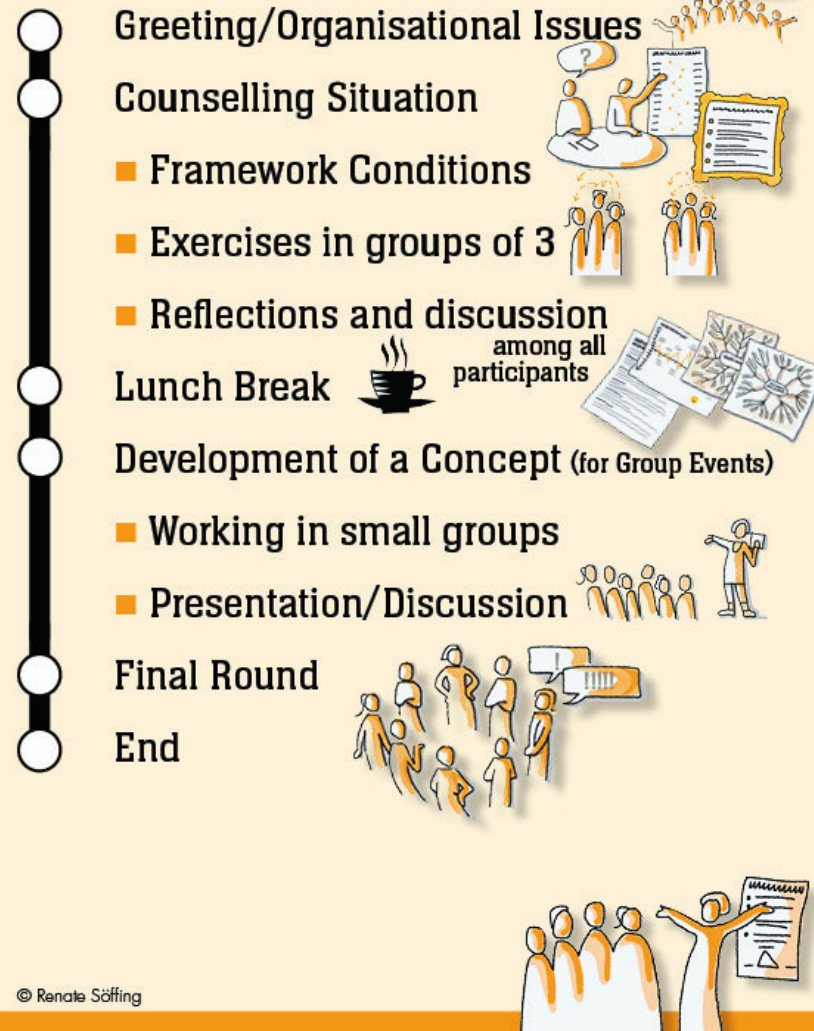 Greeting/Organisational Issues
?
Counselling Situation
Framework Conditions
Exercises in groups of 3
Reflections and discussion
among all
participants
Lunch Break
Development of a Concept (for Group Events)
Working in small groups
Presentation/Discussion
Final Round
!
End
© Renate Söffing